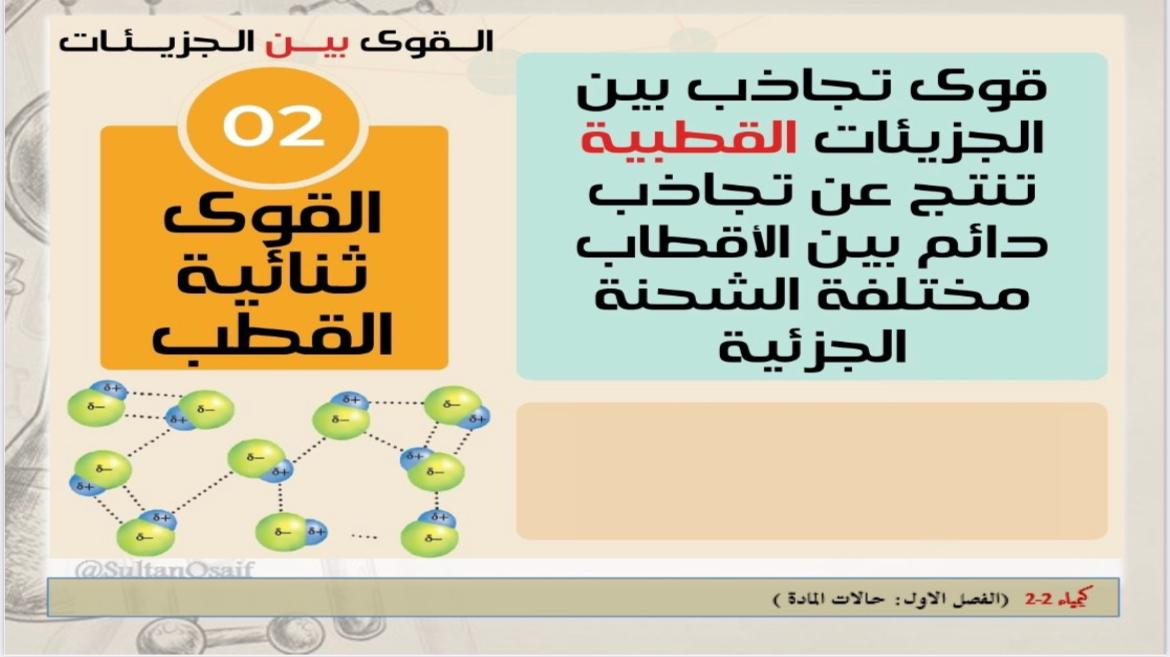 القوى بين الجزيئات
02
القوى
ثنائية
القطب
قوى تجاذب بين
الجزيئات القطبية
تنتج عن تجاذب
دائم بين الأقطاب
مختلفة الشحنة
الجزئية
δ+
δ−
δ+ δ−
δ+
δ−
δ−
δ+
δ−
δ+
δ−
δ+
δ+
δ−
δ−
δ+
δ+
δ−
δ− δ+
δ+
δ−
@SultanOsaif
كيمياء 2-2 (الفصل الاول: حالات المادة )